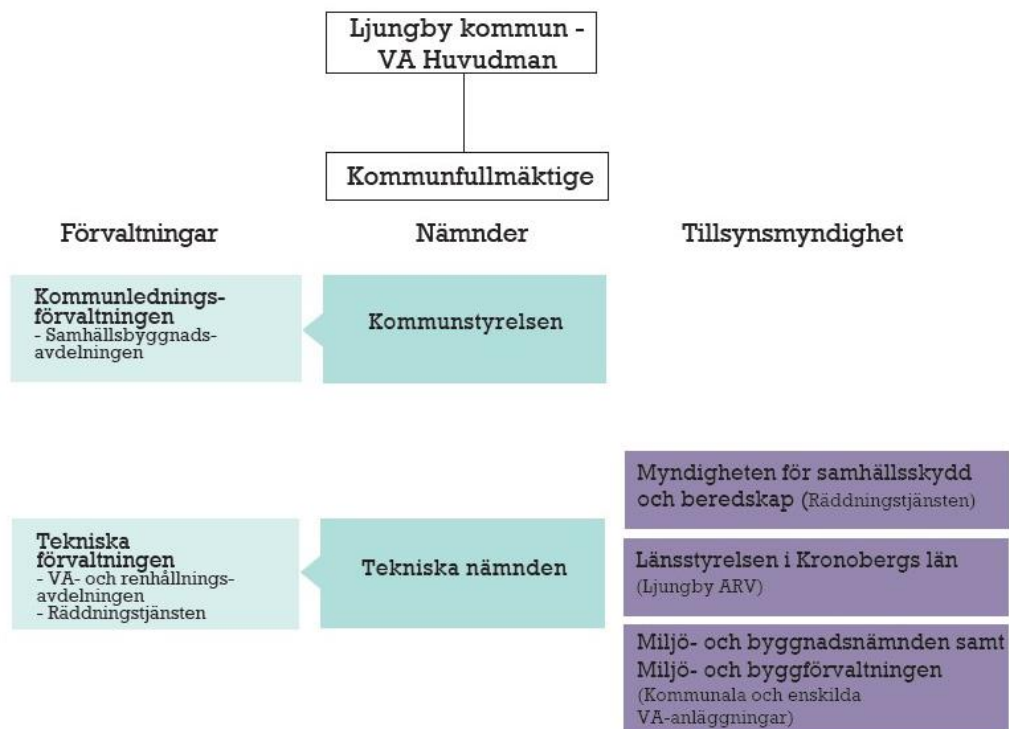 Ljungby kommun -
VA Huvudman
Kommunfullmäktige
Förvaltningar
Nämnder
Tillsynsmyndighet
Kommunlednings-
förvaltningen
- Samhällsbyggnads-
avdelningen
Kommunstyrelsen
Tekniska
förvaltningen
- VA- och renhållnings-
avdelningen
- Räddningstjänsten
Tekniska nämnden
Myndigheten för samhällsskydd
och beredskap (Räddningstjänsten)
Länsstyrelsen i Kronobergs län
(Ljungby ARV)
Miljö- och byggnadsnämnden samt
Miljö- och byggförvaltningen
(Kommunala och enskilda
VA-anläggningar)